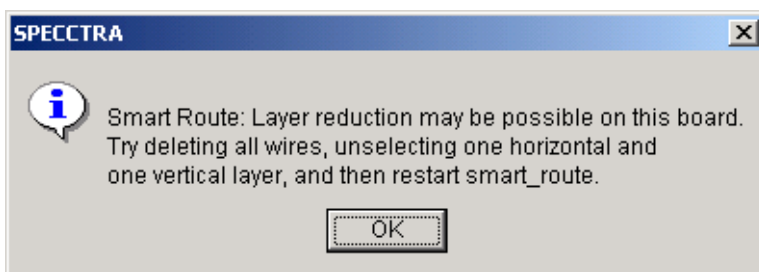 SPECCTRA
Smart Route: Layer reduction may be possible on this board.
Try deleting all wires, unselecting one horizontal and
one vertical layer, and then restart smart_route.
OK